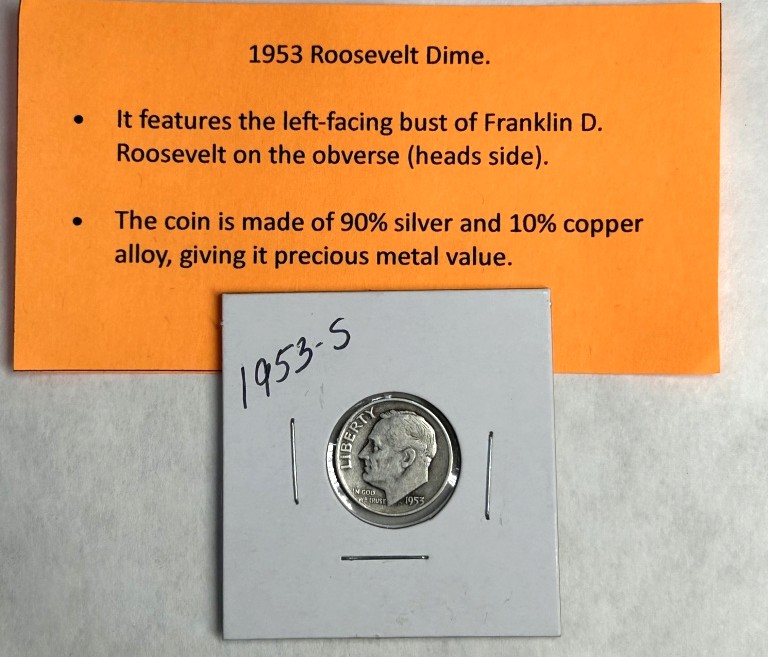 1953 Roosevelt Dime.
• It features the left-facing bust of Franklin D.
Roosevelt on the obverse (heads side).
• The coin is made of 90% silver and 10% copper
alloy, giving it precious metal value.
1953-S
LIBERTY
IN GOD
WE TRUST
1953